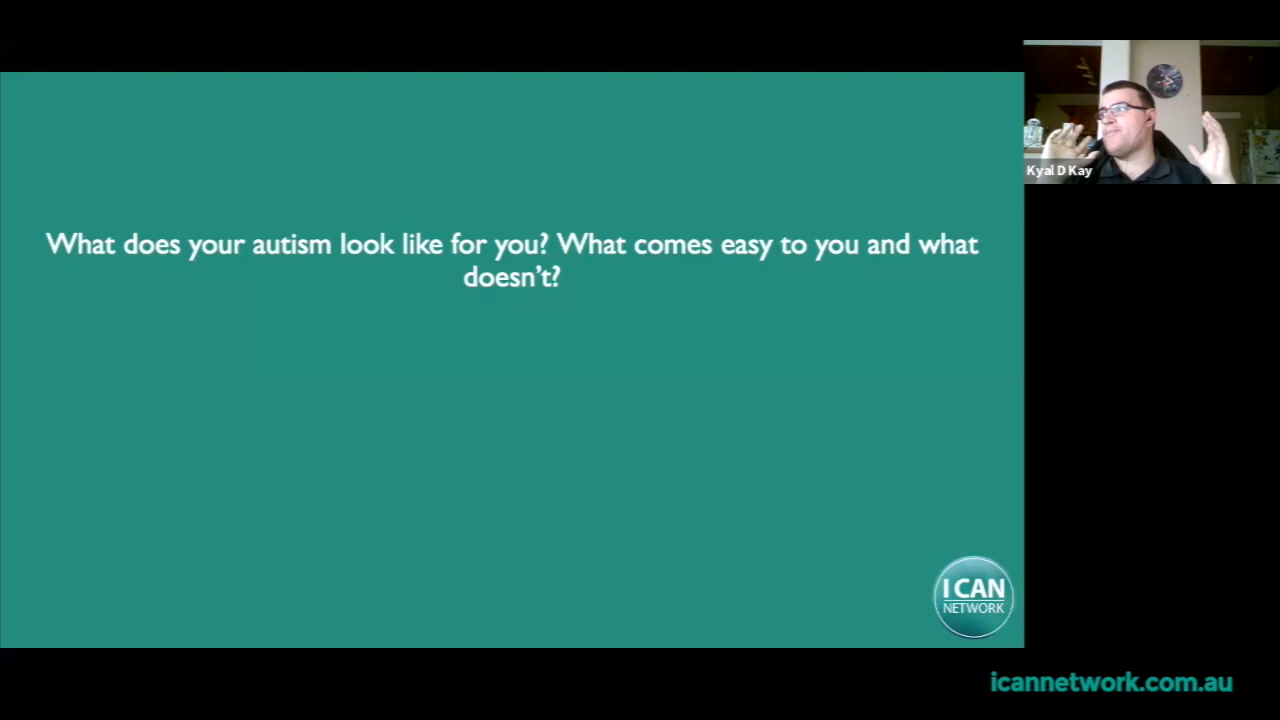 What does your autism look like for you? What comes easy to you and what
doesn't?
Kyal D Kay
I CAN
NETWORK
icannetwork.com.au